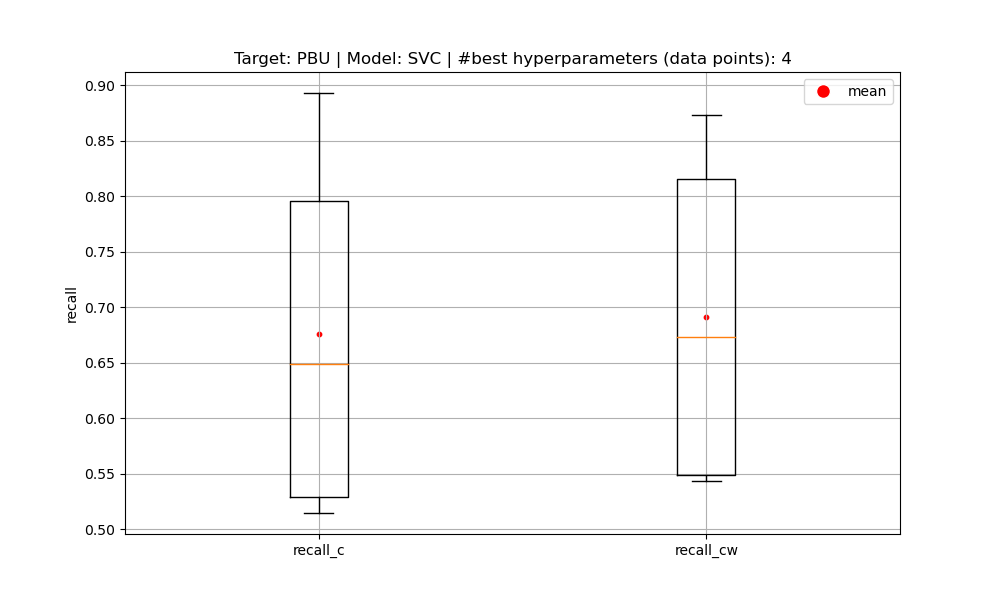 Target: PBU | Model: SVC | #best hyperparameters (data points): 4
mean
0.90
0.85
0.80
0.75
0.70
0.65
0.60
0.55
0.50
recall
recall_c
recall_cw